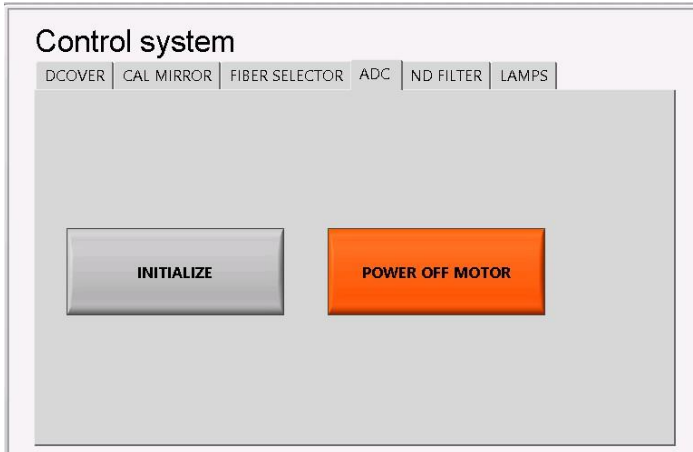 Control system
DCOVER CAL MIRROR FIBER SELECTOR ADC ND FILTER LAMPS
INITIALIZE POWER OFF MOTOR